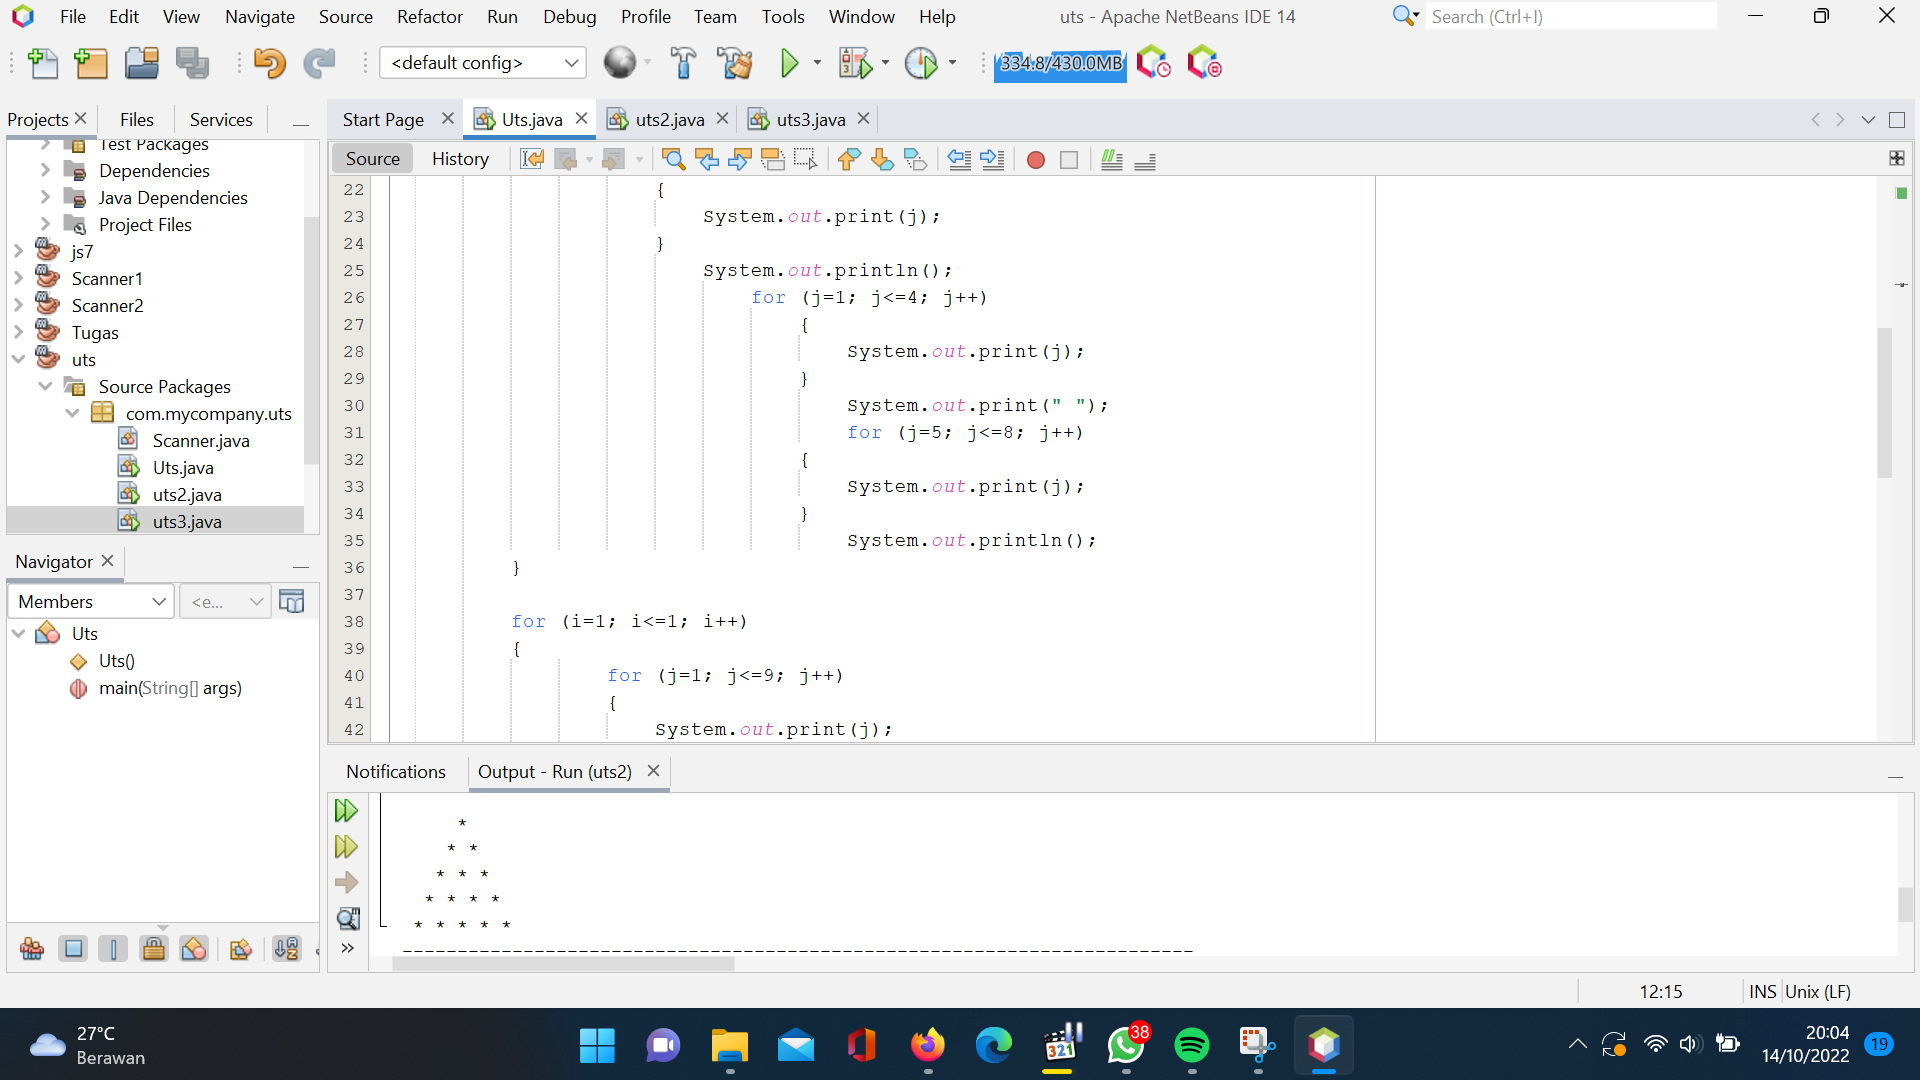 File Edit View Navigate Source Refactor Run Debug Profile Team Tools Window Help
uts - Apache NetBeans IDE 14
Search (Ctrl+I)
<default config>
334.8/430.0MB
Projects Files Services
Start Page Uts.java uts2.java uts3.java
Source History
Test Packages
Dependencies
Java Dependencies
Project Files
js7
Scanner1
Scanner2
Tugas
uts
Source Packages
com.mycompany.uts
Scanner.java
Uts.java
uts2.java
uts3.java
22 {
23 System.out.print(j);
24 }
25 System.out.println();
26 for (j=1; j<=4; j++)
27 {
28 System.out.print(j);
29 }
30 System.out.print(" ");
31 for (j=5; j<=8; j++)
32 {
33 System.out.print(j);
34 }
35 System.out.println();
36 }
37
38 for (i=1; i<=1; i++)
39 {
40 for (j=1; j<=9; j++)
41 {
42 System.out.print(j);
Navigator
Members <e...
Uts
Uts()
main(String[] args)
Notifications Output - Run (uts2)
*
* *
* * *
* * * *
* * * * *
------------------------------------------------------------------------
12:15 INS Unix (LF)
27°C
Berawan
321
38
20:04
14/10/2022
19